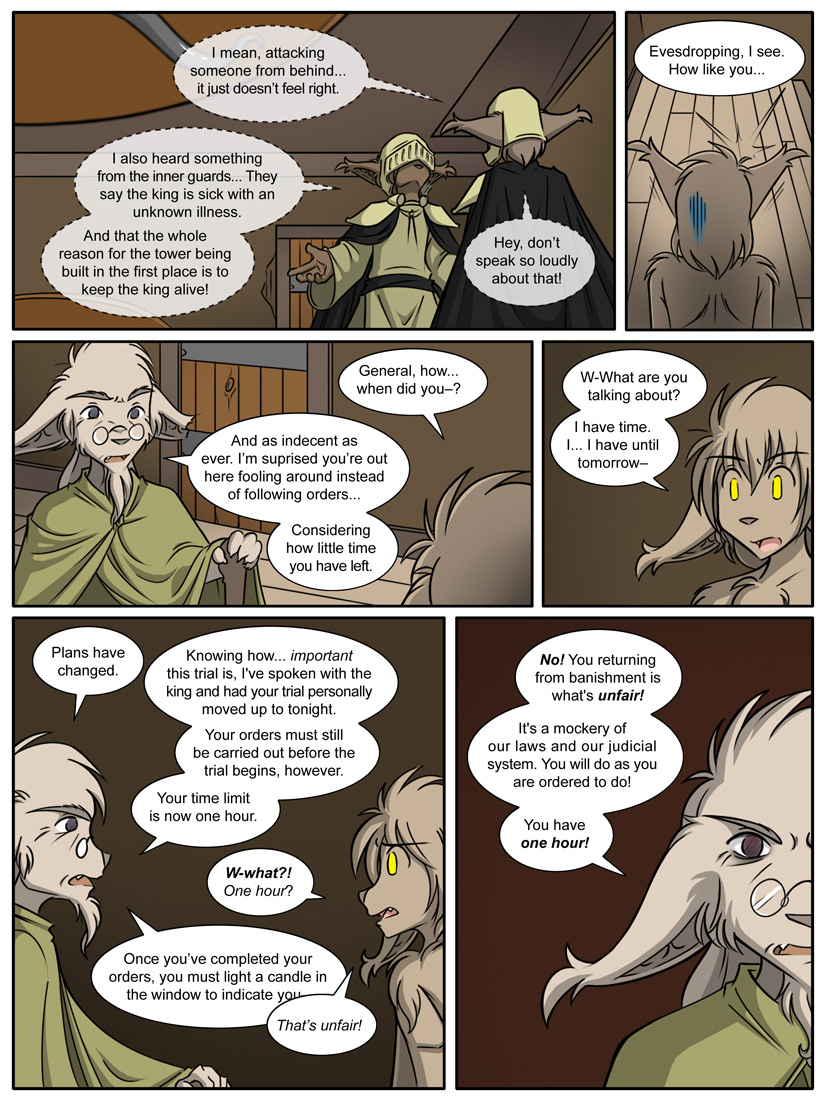 I mean, attacking
someone from behind...
it just doesn't feel right.
I also heard something
from the inner guards... They
say the king is sick with an
unknown illness.
And that the whole
reason for the tower being
built in the first place is to
keep the king alive!
Hey, don't
speak so loudly
about that!
Evesdropping, I see.
How like you...
General, how...
when did you–?
And as indecent as
ever. I'm suprised you're out
here fooling around instead
of following orders...
Considering
how little time
you have left.
W-What are you
talking about?
I have time.
I... I have until
tomorrow–
Plans have
changed.
Knowing how... important
this trial is, I've spoken with the
king and had your trial personally
moved up to tonight.
Your orders must still
be carried out before the
trial begins, however.
Your time limit
is now one hour.
W-what?!
One hour?
Once you've completed your
orders, you must light a candle in
the window to indicate you
That's unfair!
No! You returning
from banishment is
what's unfair!
It's a mockery of
our laws and our judicial
system. You will do as you
are ordered to do!
You have
one hour!